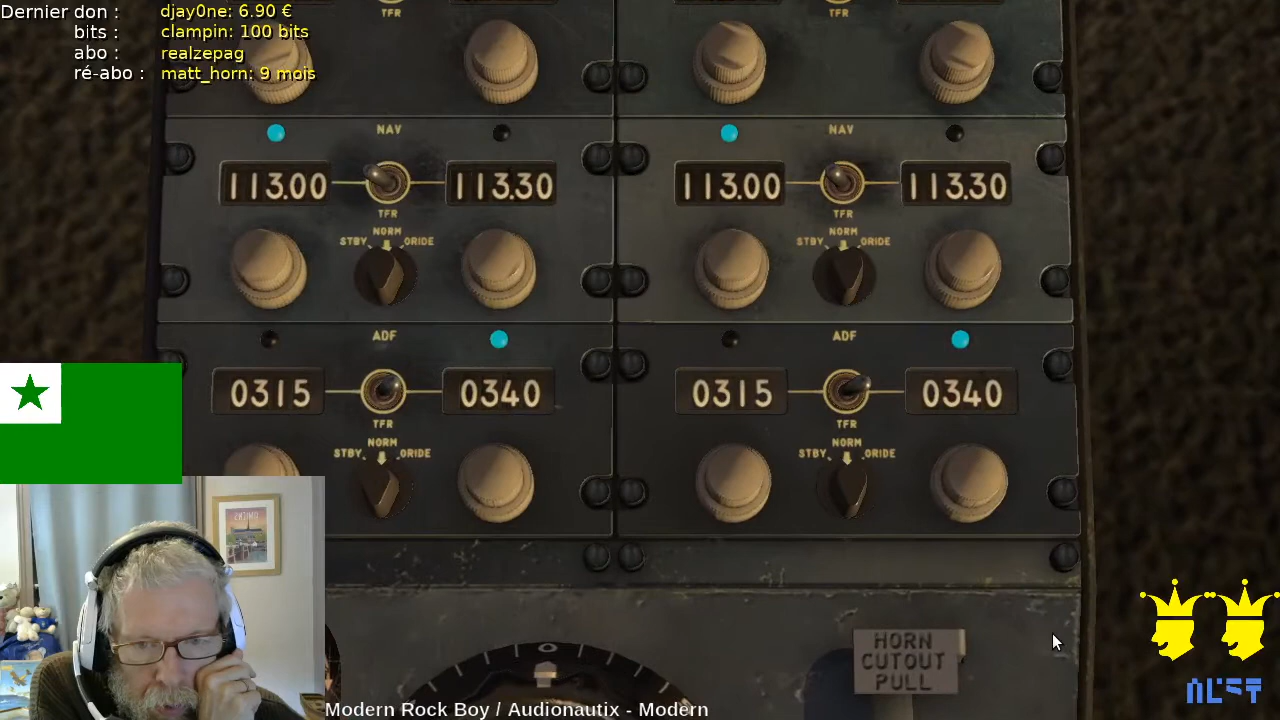 Dernier don : djay0ne: 6.90 €
bits : clampin: 100 bits
abo : realzepag
ré-abo : matt_horn: 9 mois
TFR TFR
NAV NAV
113.00 113.30 113.00 113.30
TFR TFR
STBY NORM ORIDE STBY NORM ORIDE
ADF ADF
0315 0340 0315 0340
TFR TFR
STBY NORM ORIDE STBY NORM ORIDE
HORN
CUTOUT
PULL
Modern Rock Boy / Audionautix - Modern